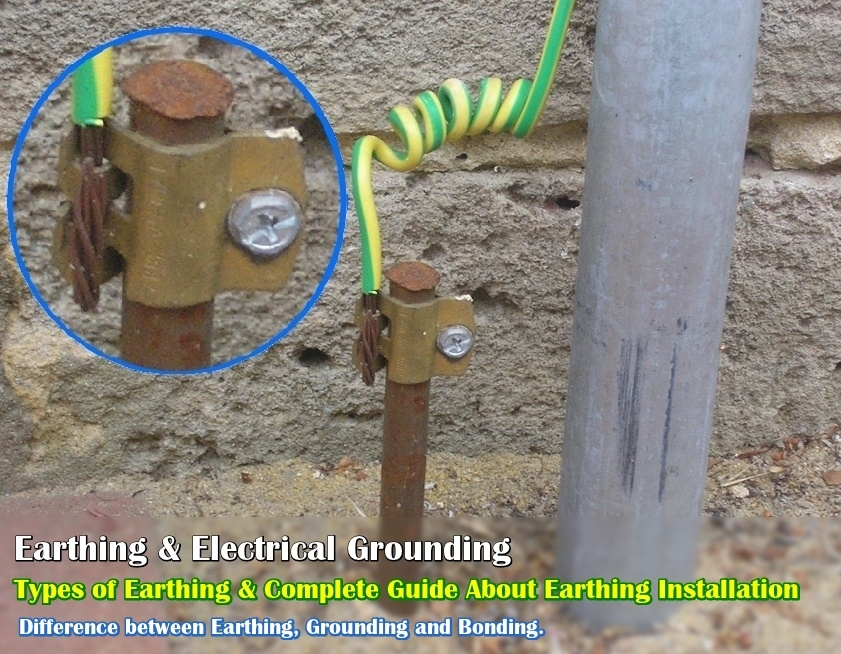 Earthing & Electrical Grounding
Types of Earthing & Complete Guide About Earthing Installation
Difference between Earthing, Grounding and Bonding.